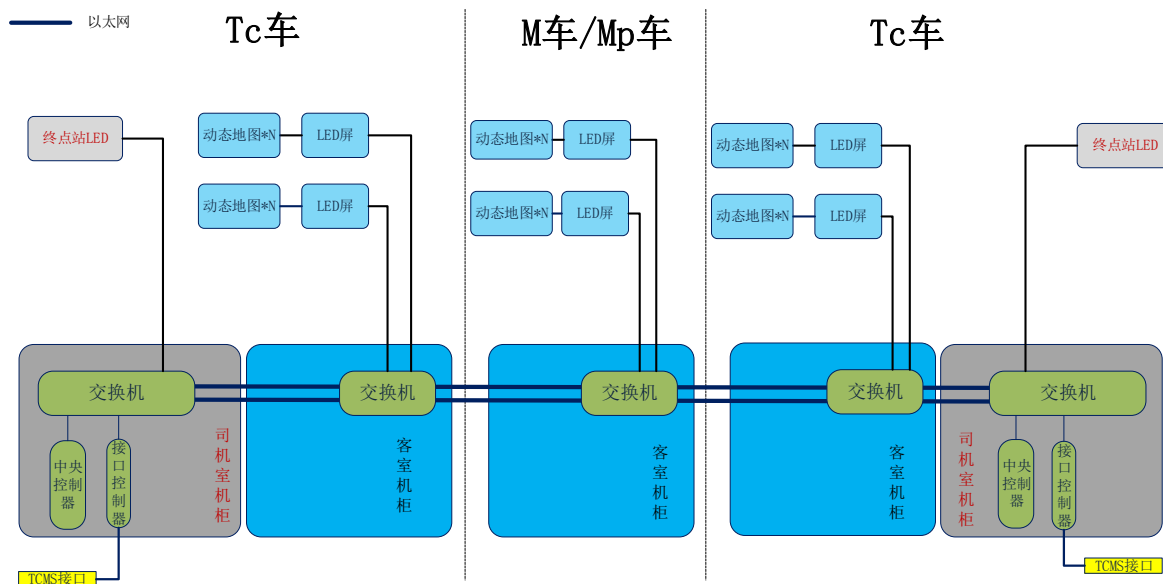 以太网
Tc车
M车/Mp车
Tc车
终点站LED
动态地图*N
LED屏
动态地图*N
LED屏
动态地图*N
LED屏
终点站LED
动态地图*N
LED屏
动态地图*N
LED屏
动态地图*N
LED屏
交换机
交换机
交换机
交换机
交换机
中央
控制
器
接口控制器
司机室机柜
客室机柜
客室机柜
客室机柜
司机室机柜
中央
控制
器
接口控制器
TCMS接口
TCMS接口